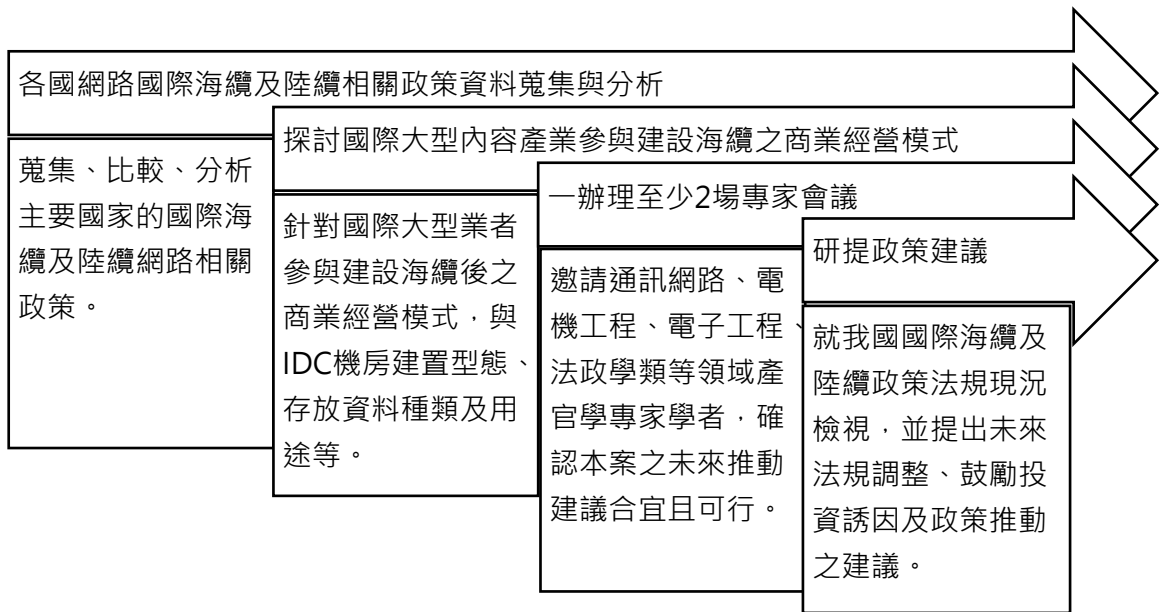 各國網路國際海纜及陸纜相關政策資料蒐集與分析
蒐集、比較、分析
主要國家的國際海
纜及陸纜網路相關
政策。
探討國際大型內容產業參與建設海纜之商業經營模式
針對國際大型業者
參與建設海纜後之
商業經營模式，與
IDC機房建置型態、
存放資料種類及用
途等。
一辦理至少2場專家會議
邀請通訊網路、電
機工程、電子工程、
法政學類等領域產
官學專家學者，確
認本案之未來推動
建議合宜且可行。
研提政策建議
就我國國際海纜及
陸纜政策法規現況
檢視，並提出未來
法規調整、鼓勵投
資誘因及政策推動
之建議。